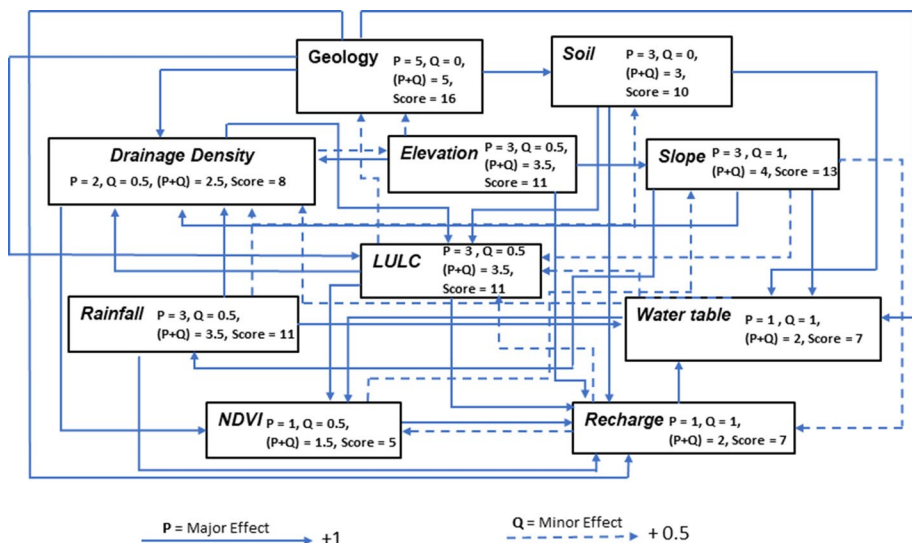 Geology P = 5, Q = 0,
(P+Q) = 5,
Score = 16
Soil P = 3, Q = 0,
(P+Q) = 3,
Score = 10
Drainage Density
P = 2, Q = 0.5, (P+Q) = 2.5, Score = 8
Elevation P = 3, Q = 0.5,
(P+Q) = 3.5,
Score = 11
Slope P = 3, Q = 1,
(P+Q) = 4, Score = 13
LULC P = 3 , Q = 0.5
(P+Q) = 3.5,
Score = 11
Rainfall P = 3, Q = 0.5,
(P+Q) = 3.5, Score = 11
Water table P = 1 , Q = 1,
(P+Q) = 2, Score = 7
NDVI P = 1, Q = 0.5,
(P+Q) = 1.5, Score = 5
Recharge P = 1, Q = 1,
(P+Q) = 2, Score = 7
P = Major Effect +1
Q = Minor Effect + 0.5